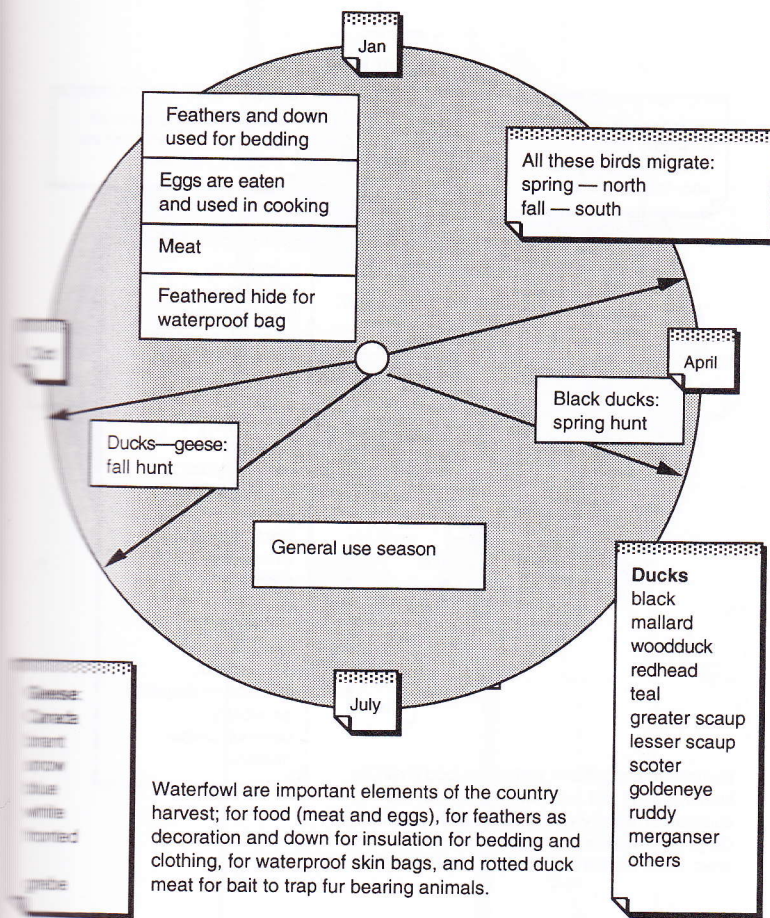 Jan
Feathers and down
used for bedding
Eggs are eaten
and used in cooking
Meat
Feathered hide for
waterproof bag
All these birds migrate:
spring — north
fall — south
April
Black ducks:
spring hunt
Ducks—geese:
fall hunt
General use season
July
Ducks
black
mallard
woodduck
redhead
teal
greater scaup
lesser scaup
scoter
goldeneye
ruddy
merganser
others
Geese:
Canada
snow
blue
white
Waterfowl are important elements of the country
harvest; for food (meat and eggs), for feathers as
decoration and down for insulation for bedding and
clothing, for waterproof skin bags, and rotted duck
meat for bait to trap fur bearing animals.